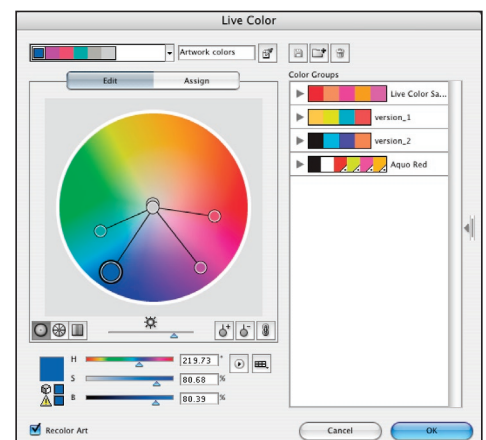 Live Color
Artwork colors
Edit
Assign
Color Groups
Live Color Sa...
version_1
version_2
Aquo Red
H 219.73 °
S 80.68 %
B 80.39 %
Recolor Art
Cancel
OK